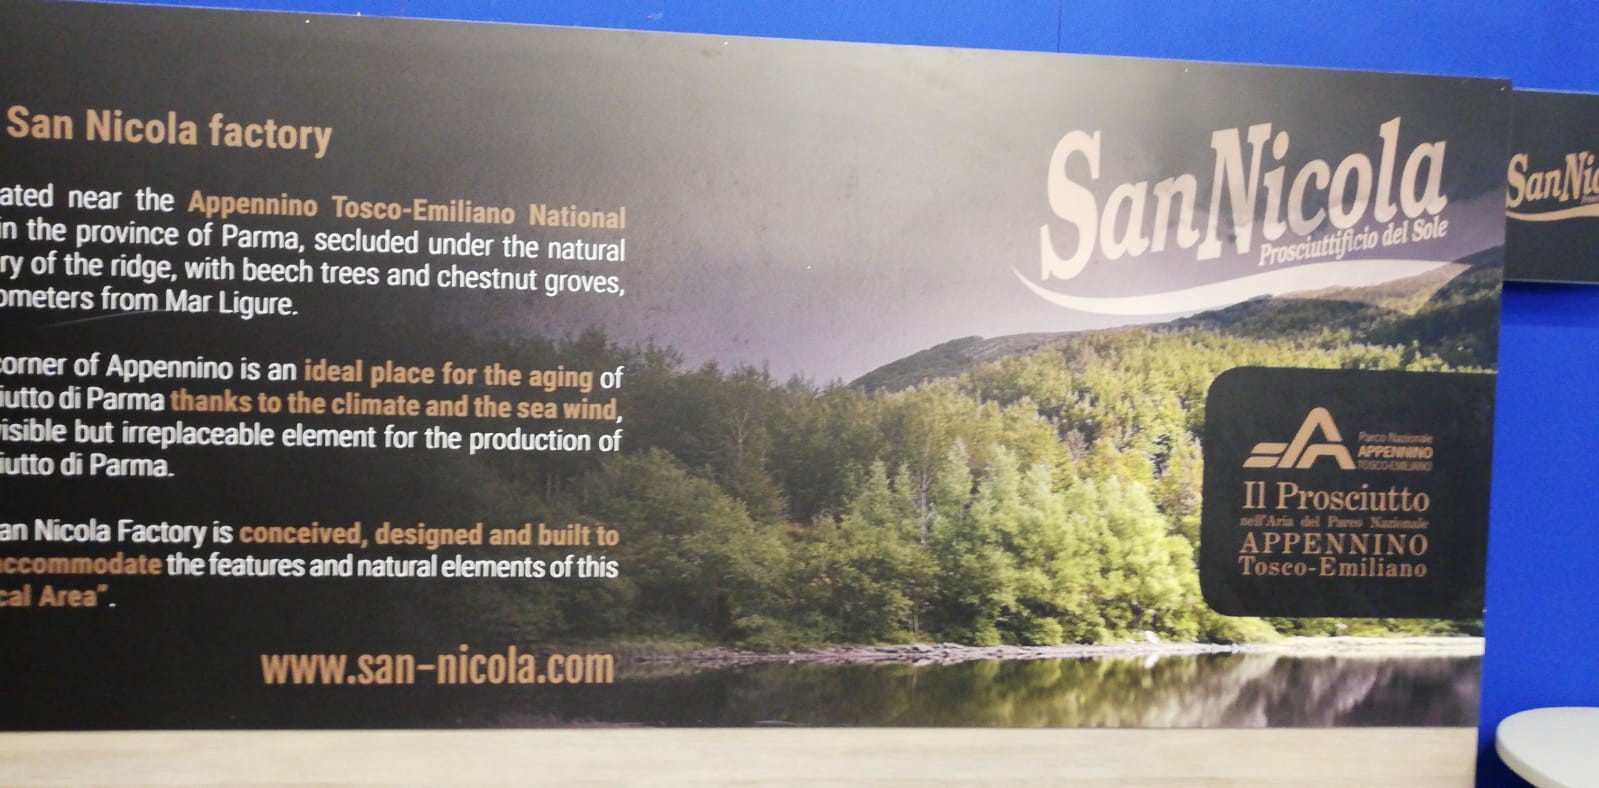 San Nicola factory
ated near the Appennino Tosco-Emiliano National
in the province of Parma, secluded under the natural
ry of the ridge, with beech trees and chestnut groves,
ometers from Mar Ligure.
corner of Appennino is an ideal place for the aging of
iutto di Parma thanks to the climate and the sea wind,
isible but irreplaceable element for the production of
iutto di Parma.
an Nicola Factory is conceived, designed and built to
accommodate the features and natural elements of this
cal Area".
www.san-nicola.com
SanNicola
Prosciuttificio del Sole
Parco Nazionale
APPENNINO
TOSCO-EMILIANO
Il Prosciutto
nell'Aria del Parco Nazionale
APPENNINO
Tosco-Emiliano
SanNic